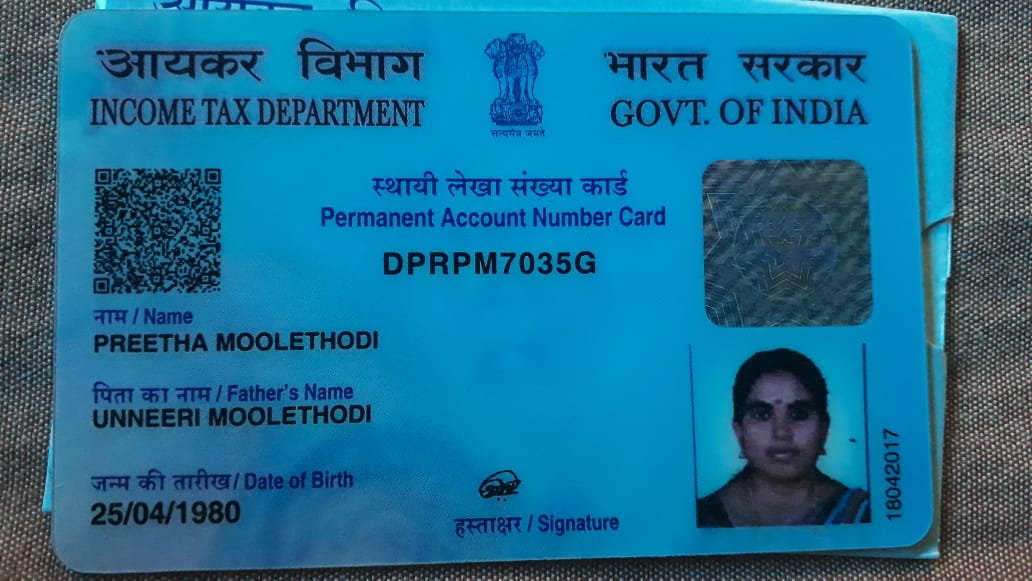 आयकर विभाग
INCOME TAX DEPARTMENT
सत्यमेव जयते
भारत सरकार
GOVT. OF INDIA
स्थायी लेखा संख्या कार्ड
Permanent Account Number Card
DPRPM7035G
नाम / Name
PREETHA MOOLETHODI
पिता का नाम / Father's Name
UNNEERI MOOLETHODI
जन्म की तारीख / Date of Birth
25/04/1980
हस्ताक्षर / Signature
18042017